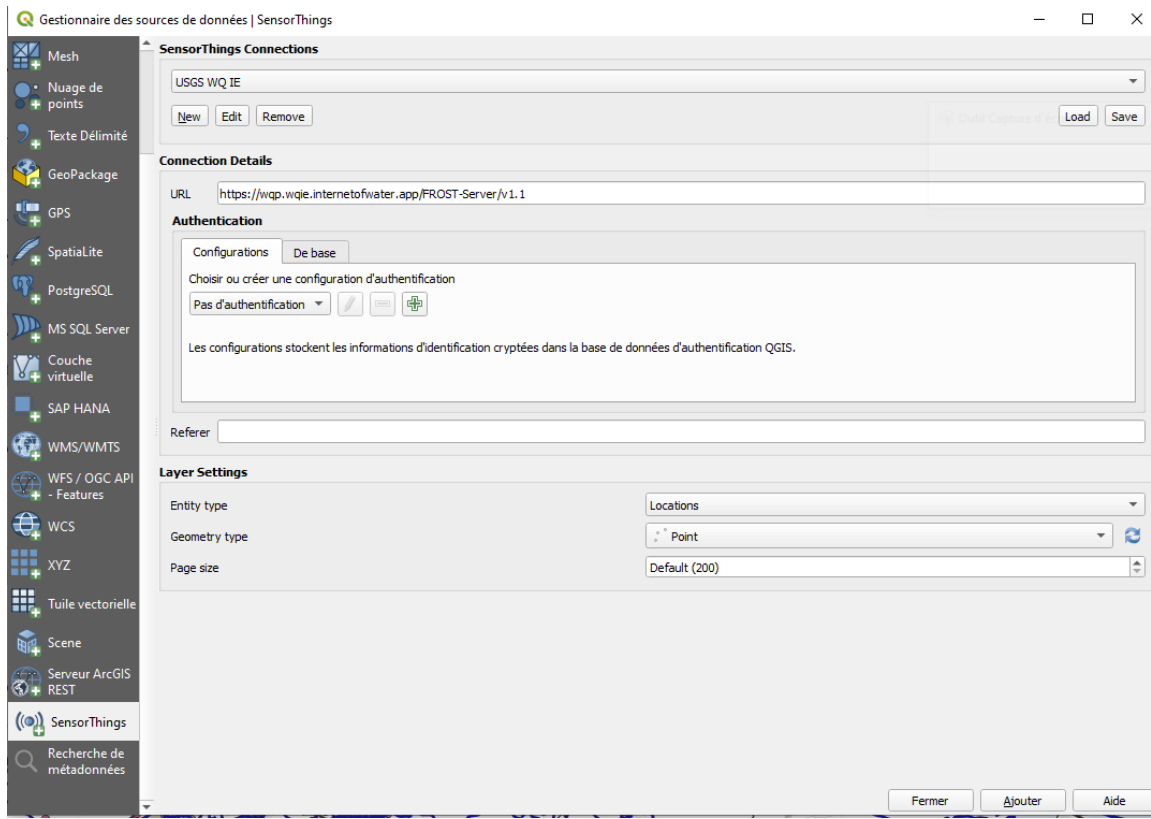 Gestionnaire des sources de données | SensorThings
Mesh
Nuage de
points
Texte Délimité
GeoPackage
GPS
SpatiaLite
PostgreSQL
MS SQL Server
Couche
virtuelle
SAP HANA
WMS/WMTS
WFS / OGC API
- Features
WCS
XYZ
Tuile vectorielle
Scene
Serveur ArcGIS
REST
SensorThings
Recherche de
métadonnées
SensorThings Connections
USGS WQ IE
New Edit Remove Load Save
Connection Details
URL https://wqp.wqie.internetofwater.app/FROST-Server/v1.1
Authentication
Configurations De base
Choisir ou créer une configuration d'authentification
Pas d'authentification
Les configurations stockent les informations d'identification cryptées dans la base de données d'authentification QGIS.
Referer
Layer Settings
Entity type Locations
Geometry type Point
Page size Default (200)
Fermer Ajouter Aide